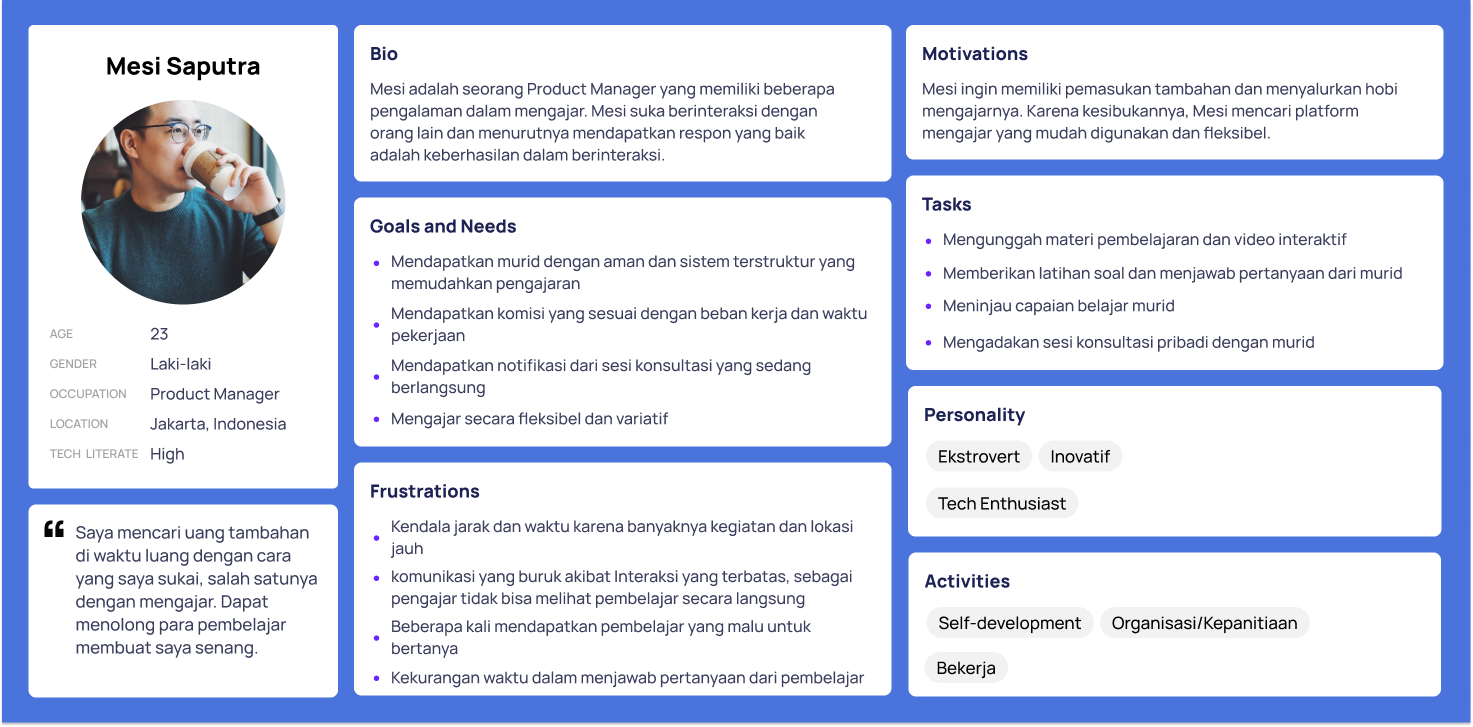 Mesi Saputra
AGE 23
GENDER Laki-laki
OCCUPATION Product Manager
LOCATION Jakarta, Indonesia
TECH LITERATE High
“ Saya mencari uang tambahan
di waktu luang dengan cara
yang saya sukai, salah satunya
dengan mengajar. Dapat
menolong para pembelajar
membuat saya senang.
Bio
Mesi adalah seorang Product Manager yang memiliki beberapa
pengalaman dalam mengajar. Mesi suka berinteraksi dengan
orang lain dan menurutnya mendapatkan respon yang baik
adalah keberhasilan dalam berinteraksi.
Goals and Needs
• Mendapatkan murid dengan aman dan sistem terstruktur yang
memudahkan pengajaran
• Mendapatkan komisi yang sesuai dengan beban kerja dan waktu
pekerjaan
• Mendapatkan notifikasi dari sesi konsultasi yang sedang
berlangsung
• Mengajar secara fleksibel dan variatif
Frustrations
• Kendala jarak dan waktu karena banyaknya kegiatan dan lokasi
jauh
• komunikasi yang buruk akibat Interaksi yang terbatas, sebagai
pengajar tidak bisa melihat pembelajar secara langsung
• Beberapa kali mendapatkan pembelajar yang malu untuk
bertanya
• Kekurangan waktu dalam menjawab pertanyaan dari pembelajar
Motivations
Mesi ingin memiliki pemasukan tambahan dan menyalurkan hobi
mengajarnya. Karena kesibukannya, Mesi mencari platform
mengajar yang mudah digunakan dan fleksibel.
Tasks
• Mengunggah materi pembelajaran dan video interaktif
• Memberikan latihan soal dan menjawab pertanyaan dari murid
• Meninjau capaian belajar murid
• Mengadakan sesi konsultasi pribadi dengan murid
Personality
Ekstrovert Inovatif
Tech Enthusiast
Activities
Self-development Organisasi/Kepanitiaan
Bekerja